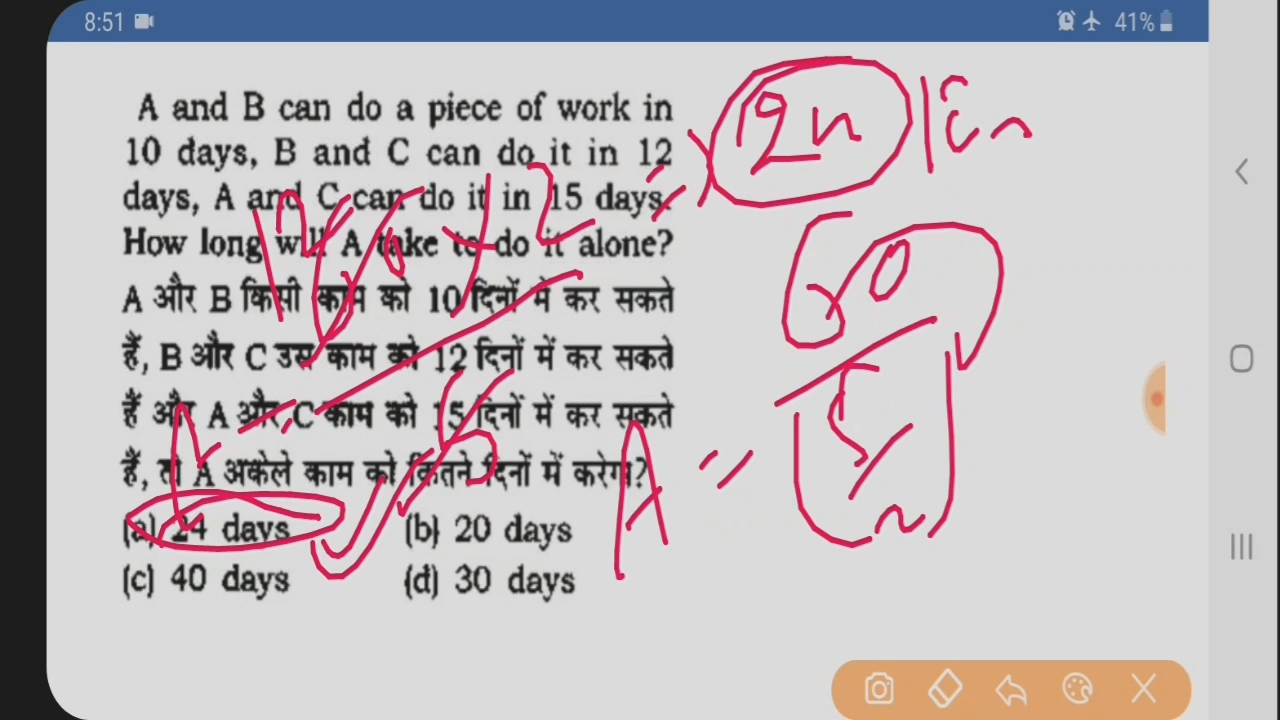 8:51
41%
A and B can do a piece of work in
10 days, B and C can do it in 12
days, A and C can do it in 15 days.
How long will A take to do it alone?
A और B किसी काम को 10 दिनों में कर सकते
हैं, B और C उस काम को 12 दिनों में कर सकते
हैं और A और C काम को 15 दिनों में कर सकते
हैं, तो A अकेले काम को कितने दिनों में करेगा?
(a) 24 days (b) 20 days
(c) 40 days (d) 30 days
60
A =